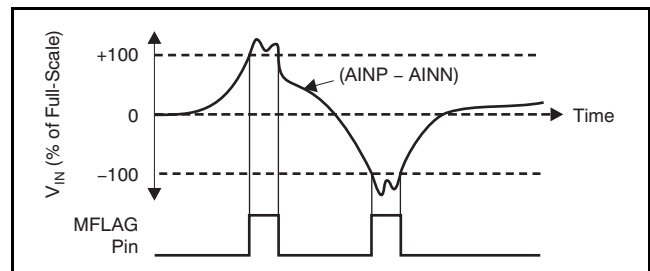 V_IN (% of Full-Scale)
+100
(AINP – AINN)
0
Time
–100
MFLAG
Pin